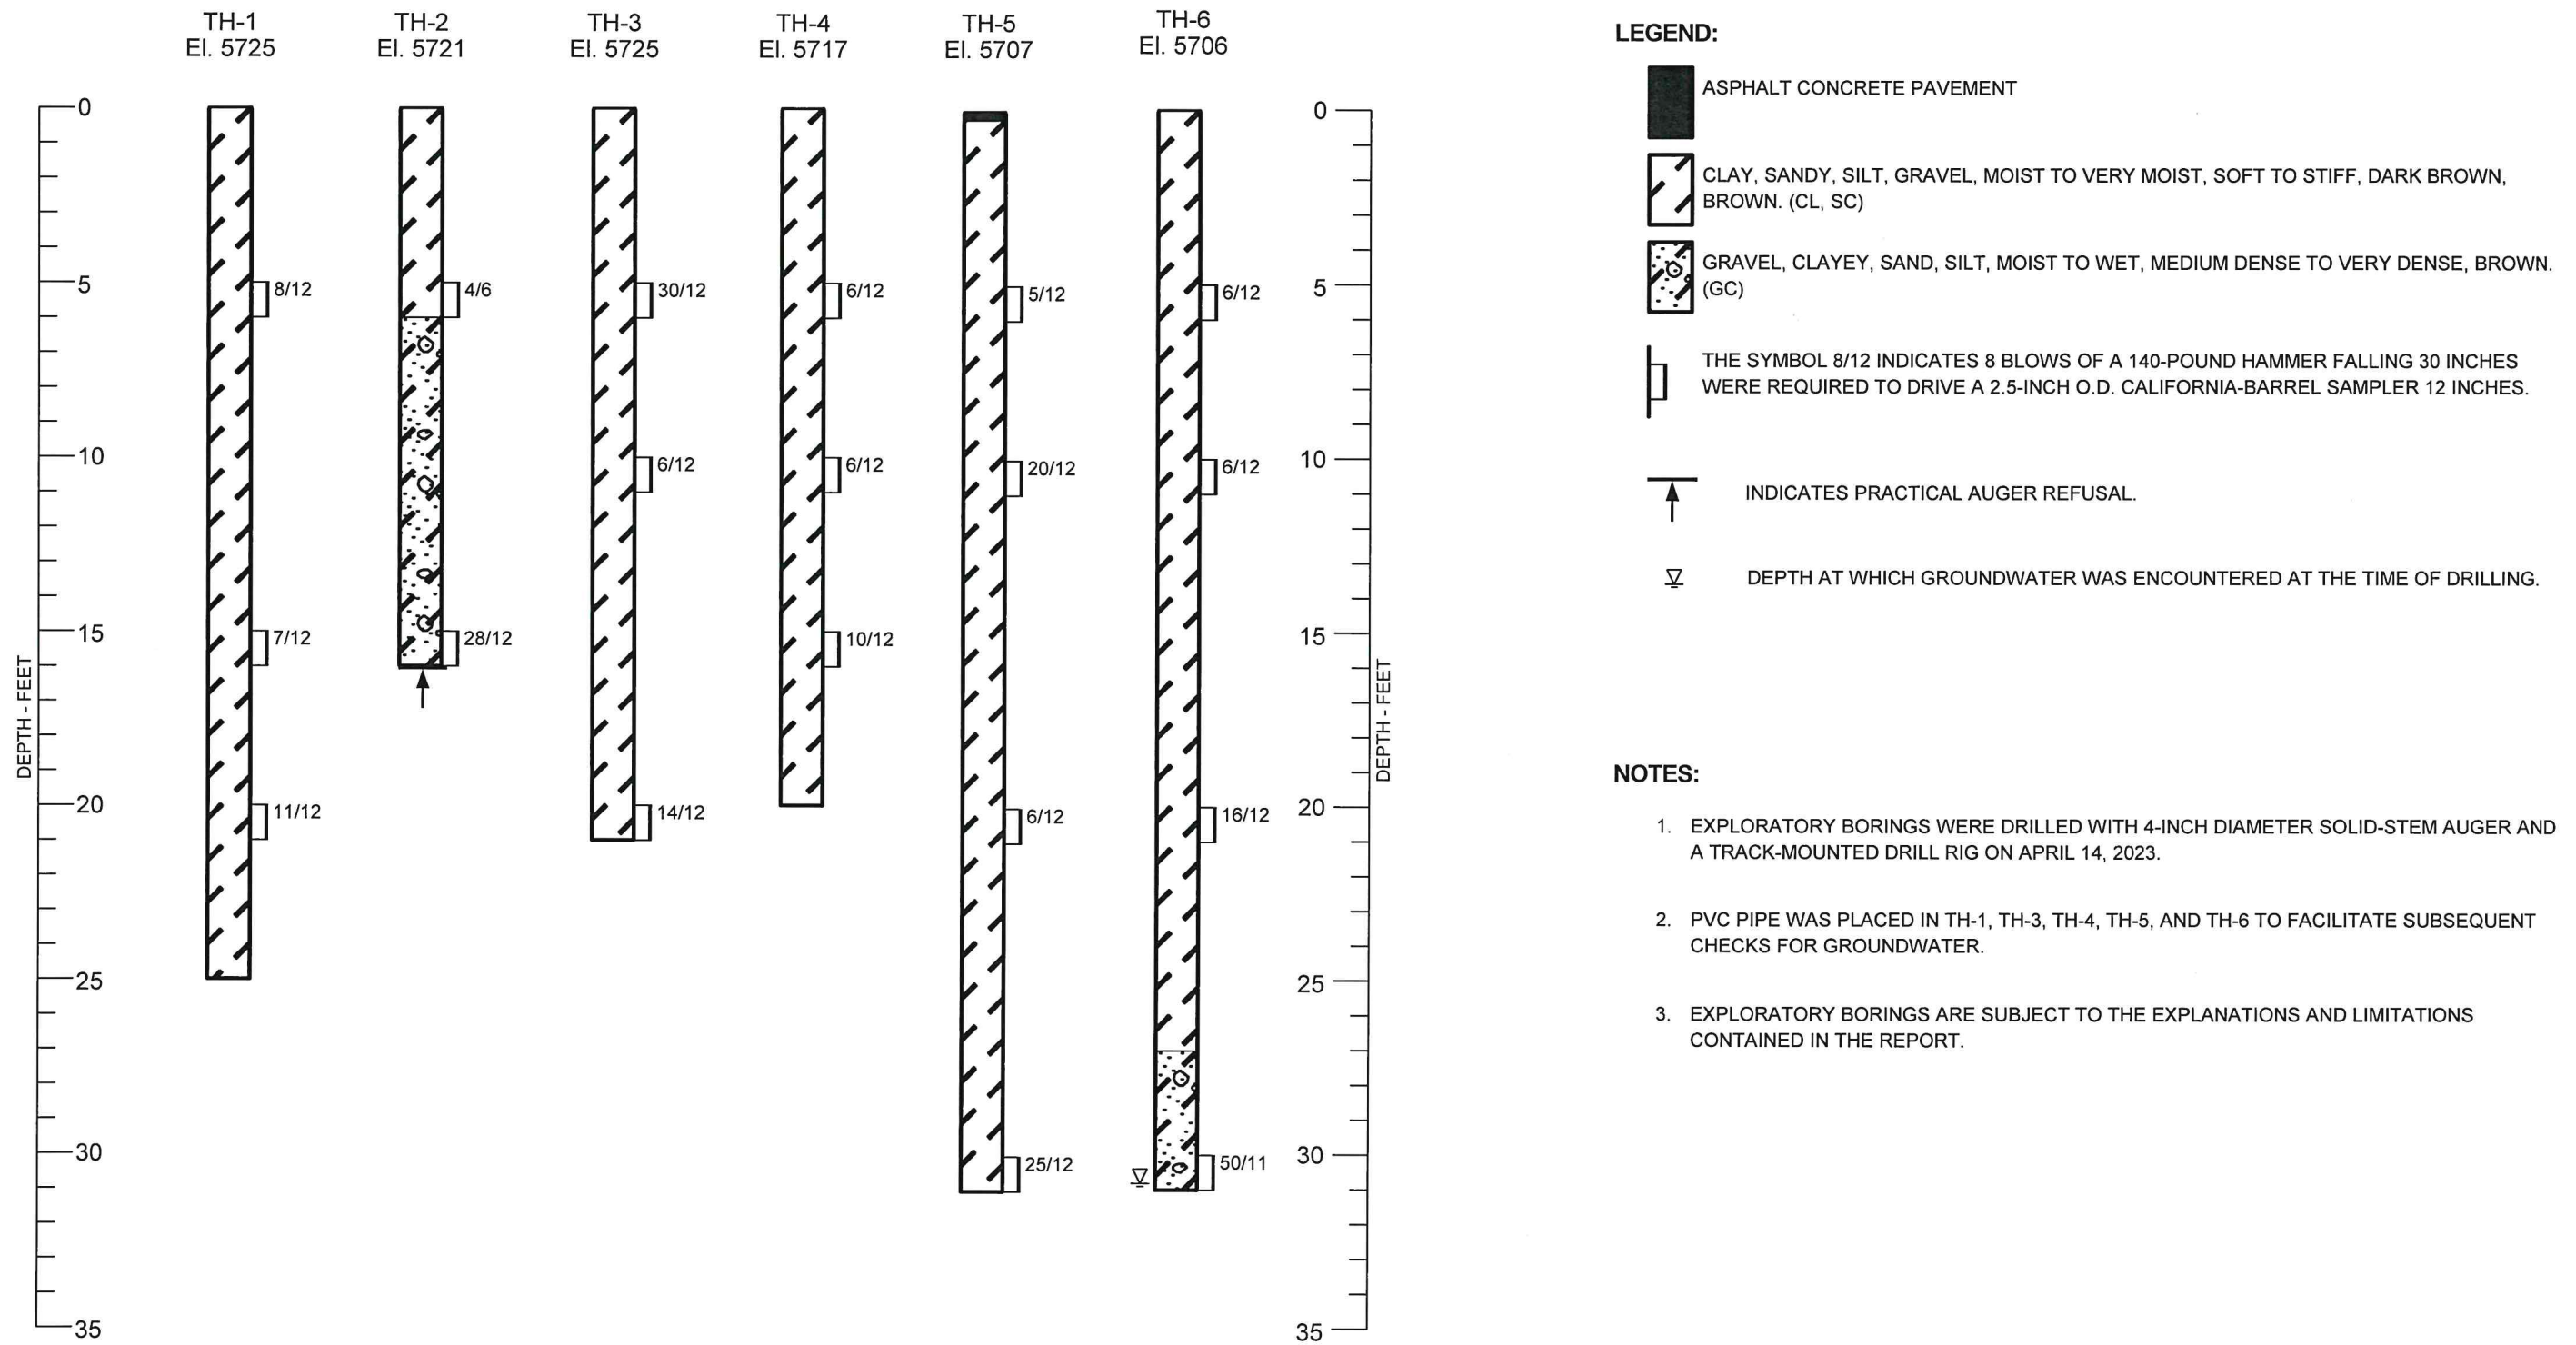 TH-1
El. 5725
TH-2
El. 5721
TH-3
El. 5725
TH-4
El. 5717
TH-5
El. 5707
TH-6
El. 5706
DEPTH - FEET
0
5
10
15
20
25
30
35
8/12
7/12
11/12
4/6
28/12
30/12
6/12
14/12
6/12
6/12
10/12
5/12
20/12
6/12
25/12
6/12
6/12
16/12
50/11
0
5
10
15
20
25
30
35
DEPTH - FEET
LEGEND:
ASPHALT CONCRETE PAVEMENT
CLAY, SANDY, SILT, GRAVEL, MOIST TO VERY MOIST, SOFT TO STIFF, DARK BROWN,
BROWN. (CL, SC)
GRAVEL, CLAYEY, SAND, SILT, MOIST TO WET, MEDIUM DENSE TO VERY DENSE, BROWN.
(GC)
THE SYMBOL 8/12 INDICATES 8 BLOWS OF A 140-POUND HAMMER FALLING 30 INCHES
WERE REQUIRED TO DRIVE A 2.5-INCH O.D. CALIFORNIA-BARREL SAMPLER 12 INCHES.
INDICATES PRACTICAL AUGER REFUSAL.
DEPTH AT WHICH GROUNDWATER WAS ENCOUNTERED AT THE TIME OF DRILLING.
NOTES:
1. EXPLORATORY BORINGS WERE DRILLED WITH 4-INCH DIAMETER SOLID-STEM AUGER AND
A TRACK-MOUNTED DRILL RIG ON APRIL 14, 2023.
2. PVC PIPE WAS PLACED IN TH-1, TH-3, TH-4, TH-5, AND TH-6 TO FACILITATE SUBSEQUENT
CHECKS FOR GROUNDWATER.
3. EXPLORATORY BORINGS ARE SUBJECT TO THE EXPLANATIONS AND LIMITATIONS
CONTAINED IN THE REPORT.